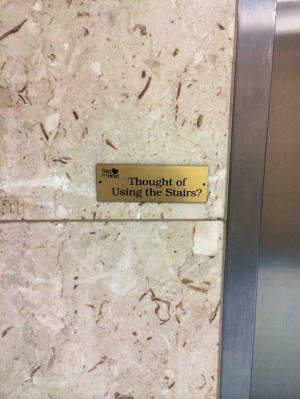 Thought of
Using the Stairs?